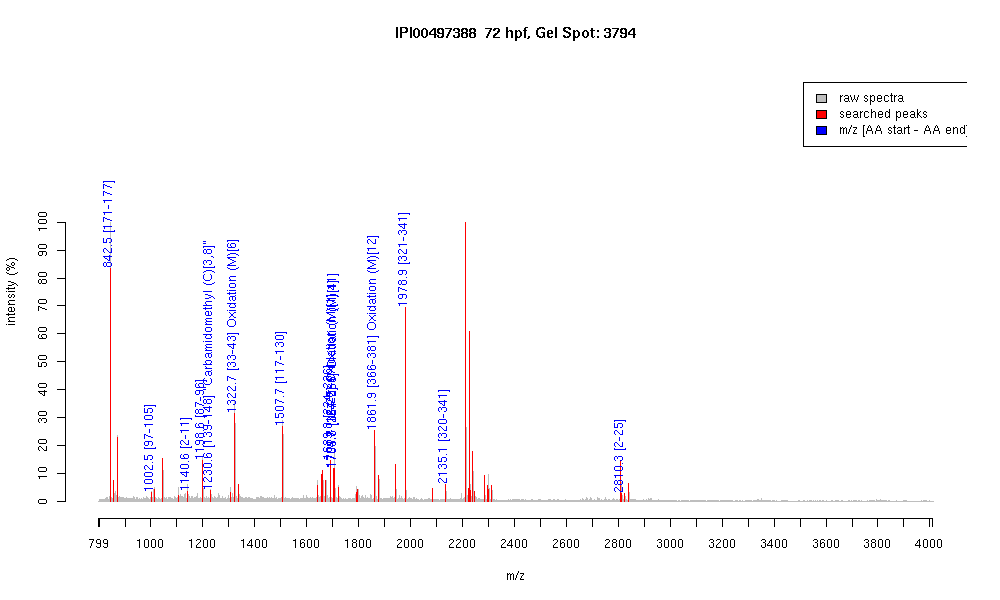 IPI00497388 72 hpf, Gel Spot: 3794
raw spectra
searched peaks
m/z [AA start - AA end]
intensity (%)
100
90
80
70
60
50
40
30
20
10
0
842.5 [171-177]
1002.5 [97-105]
1140.6 [2-11]
1198.6 [87-96]
1230.6 [139-148] "Carbamidomethyl (C)[3,8]"
1322.7 [33-43] Oxidation (M)[6]
1507.7 [117-130]
1861.9 [366-381] Oxidation (M)[12]
1978.9 [321-341]
2135.1 [320-341]
2810.3 [2-25]
799 1000 1200 1400 1600 1800 2000 2200 2400 2600 2800 3000 3200 3400 3600 3800 4000
m/z